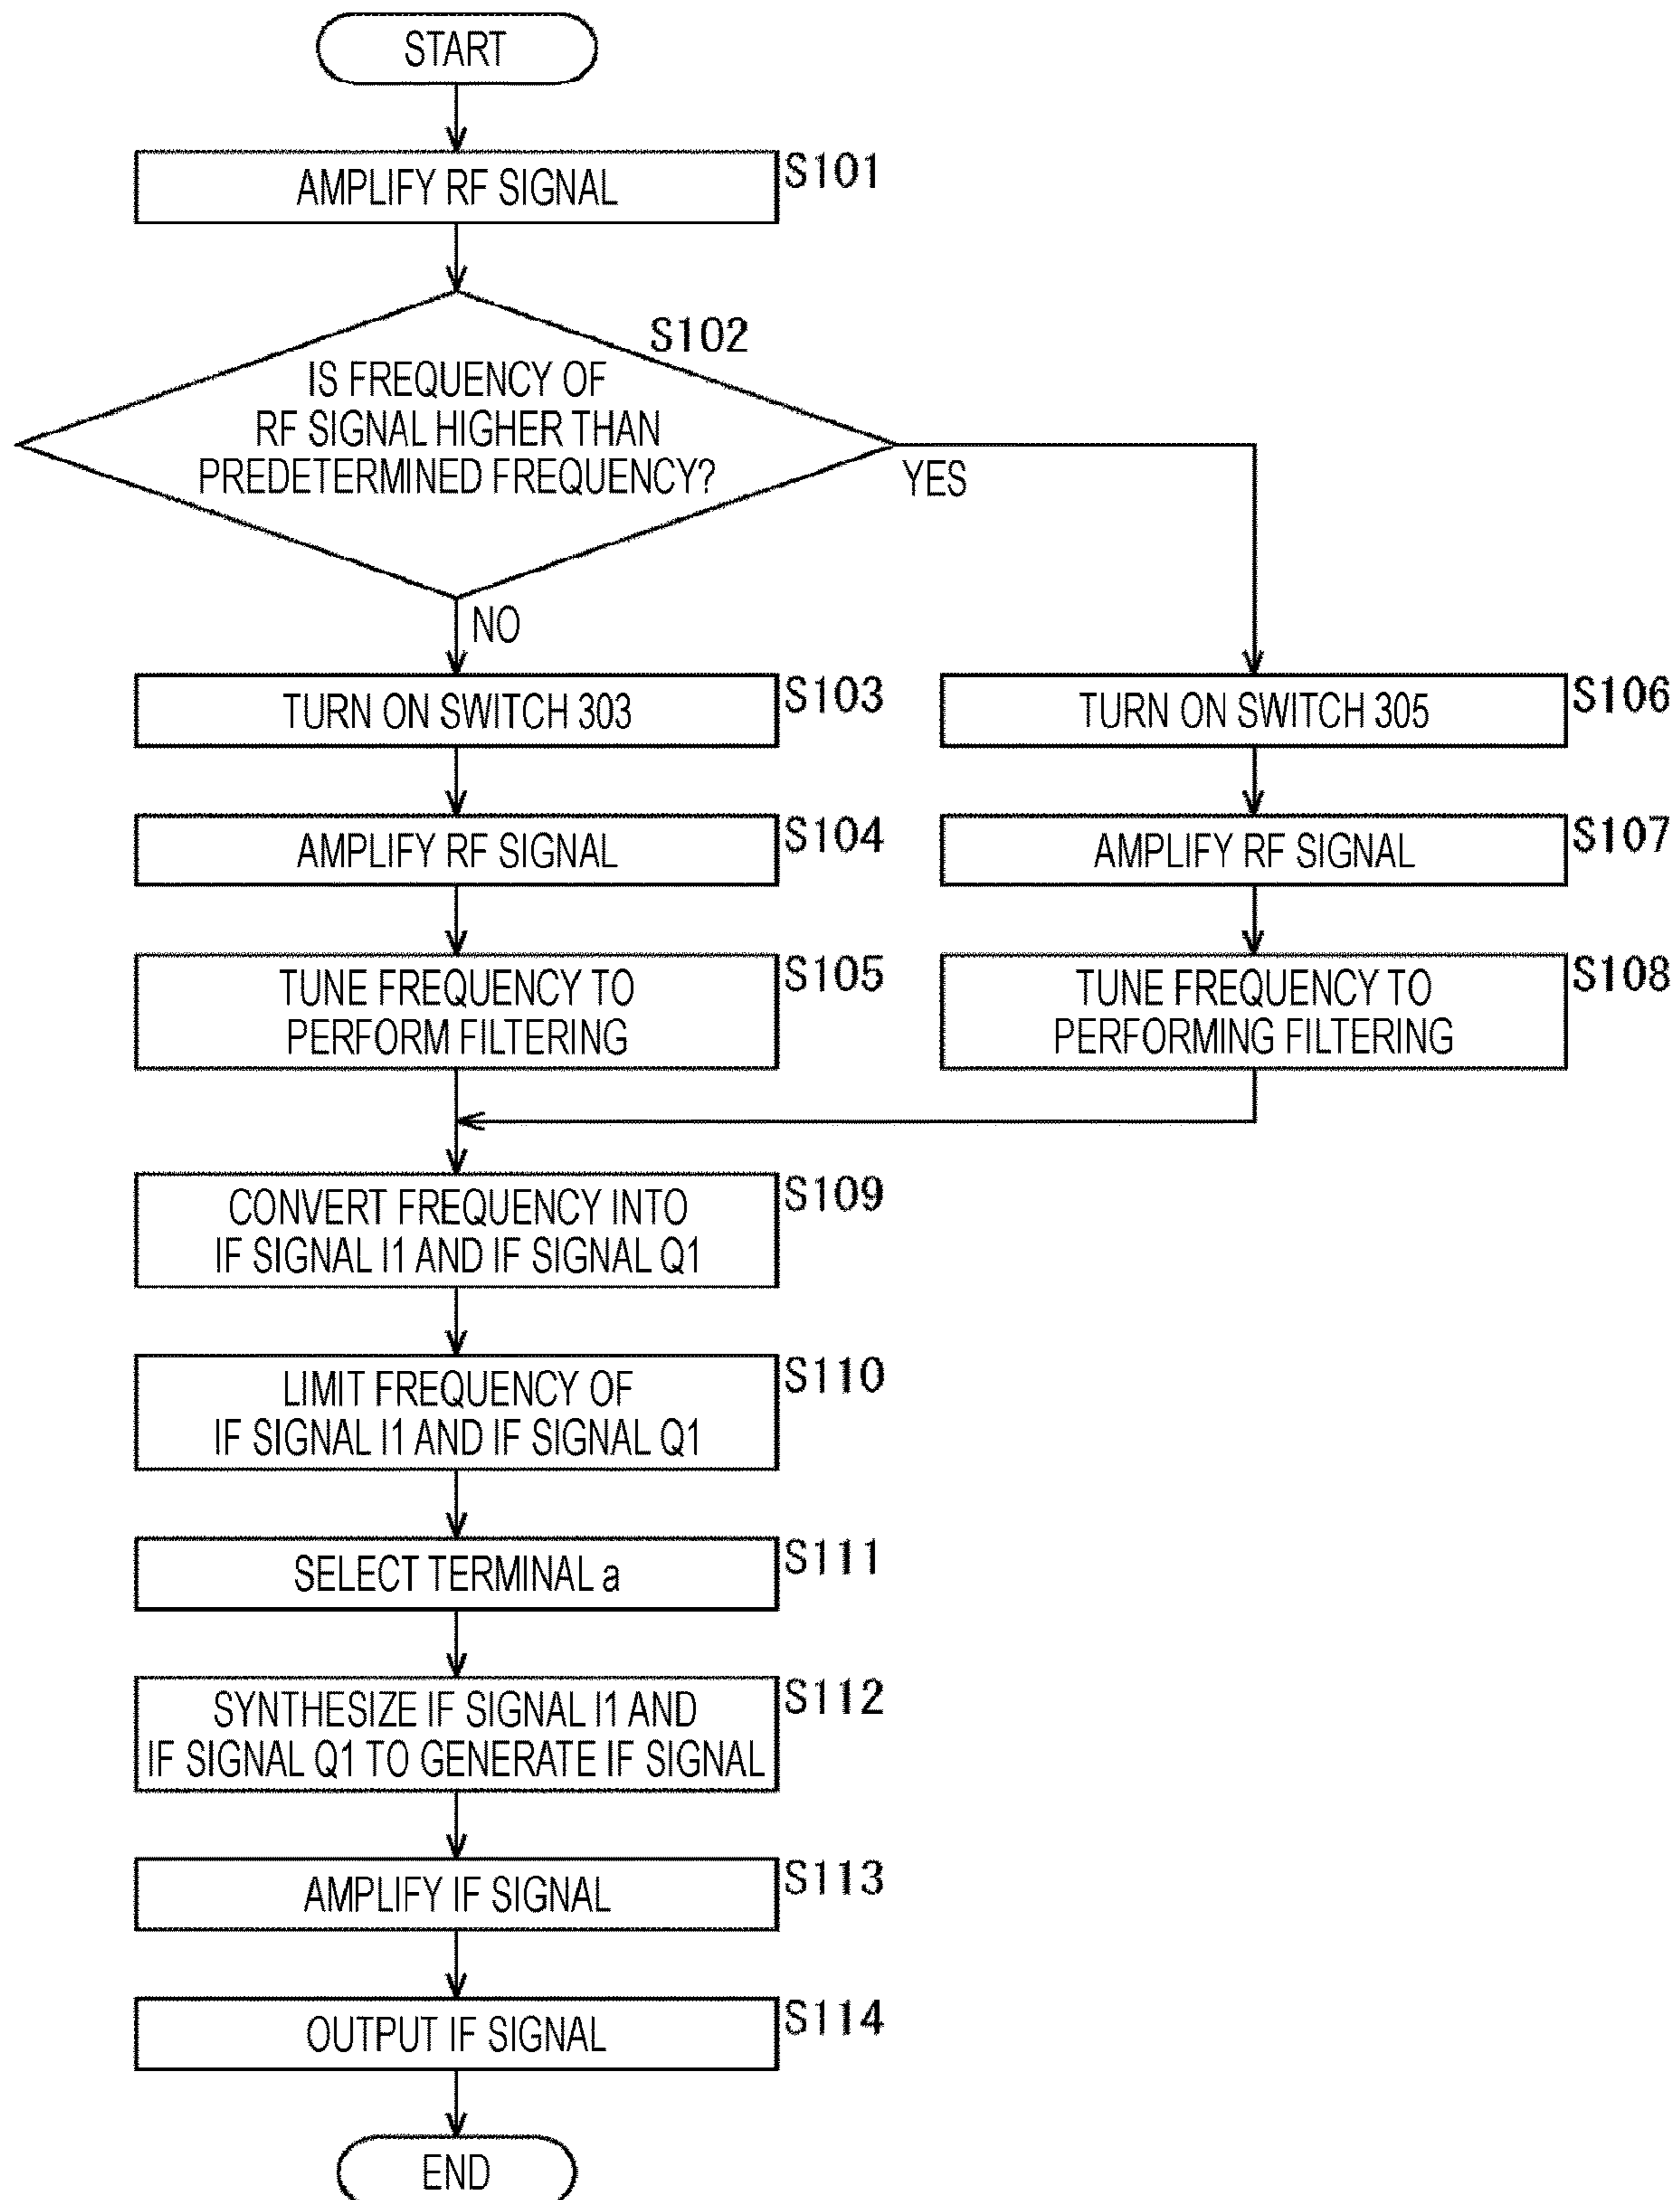 START
AMPLIFY RF SIGNAL
S101
S102
IS FREQUENCY OF
RF SIGNAL HIGHER THAN
PREDETERMINED FREQUENCY?
YES
NO
TURN ON SWITCH 303
S103
TURN ON SWITCH 305
S106
AMPLIFY RF SIGNAL
S104
AMPLIFY RF SIGNAL
S107
TUNE FREQUENCY TO
PERFORM FILTERING
S105
TUNE FREQUENCY TO
PERFORMING FILTERING
S108
CONVERT FREQUENCY INTO
IF SIGNAL I1 AND IF SIGNAL Q1
S109
LIMIT FREQUENCY OF
IF SIGNAL I1 AND IF SIGNAL Q1
S110
SELECT TERMINAL a
S111
SYNTHESIZE IF SIGNAL I1 AND
IF SIGNAL Q1 TO GENERATE IF SIGNAL
S112
AMPLIFY IF SIGNAL
S113
OUTPUT IF SIGNAL
S114
END